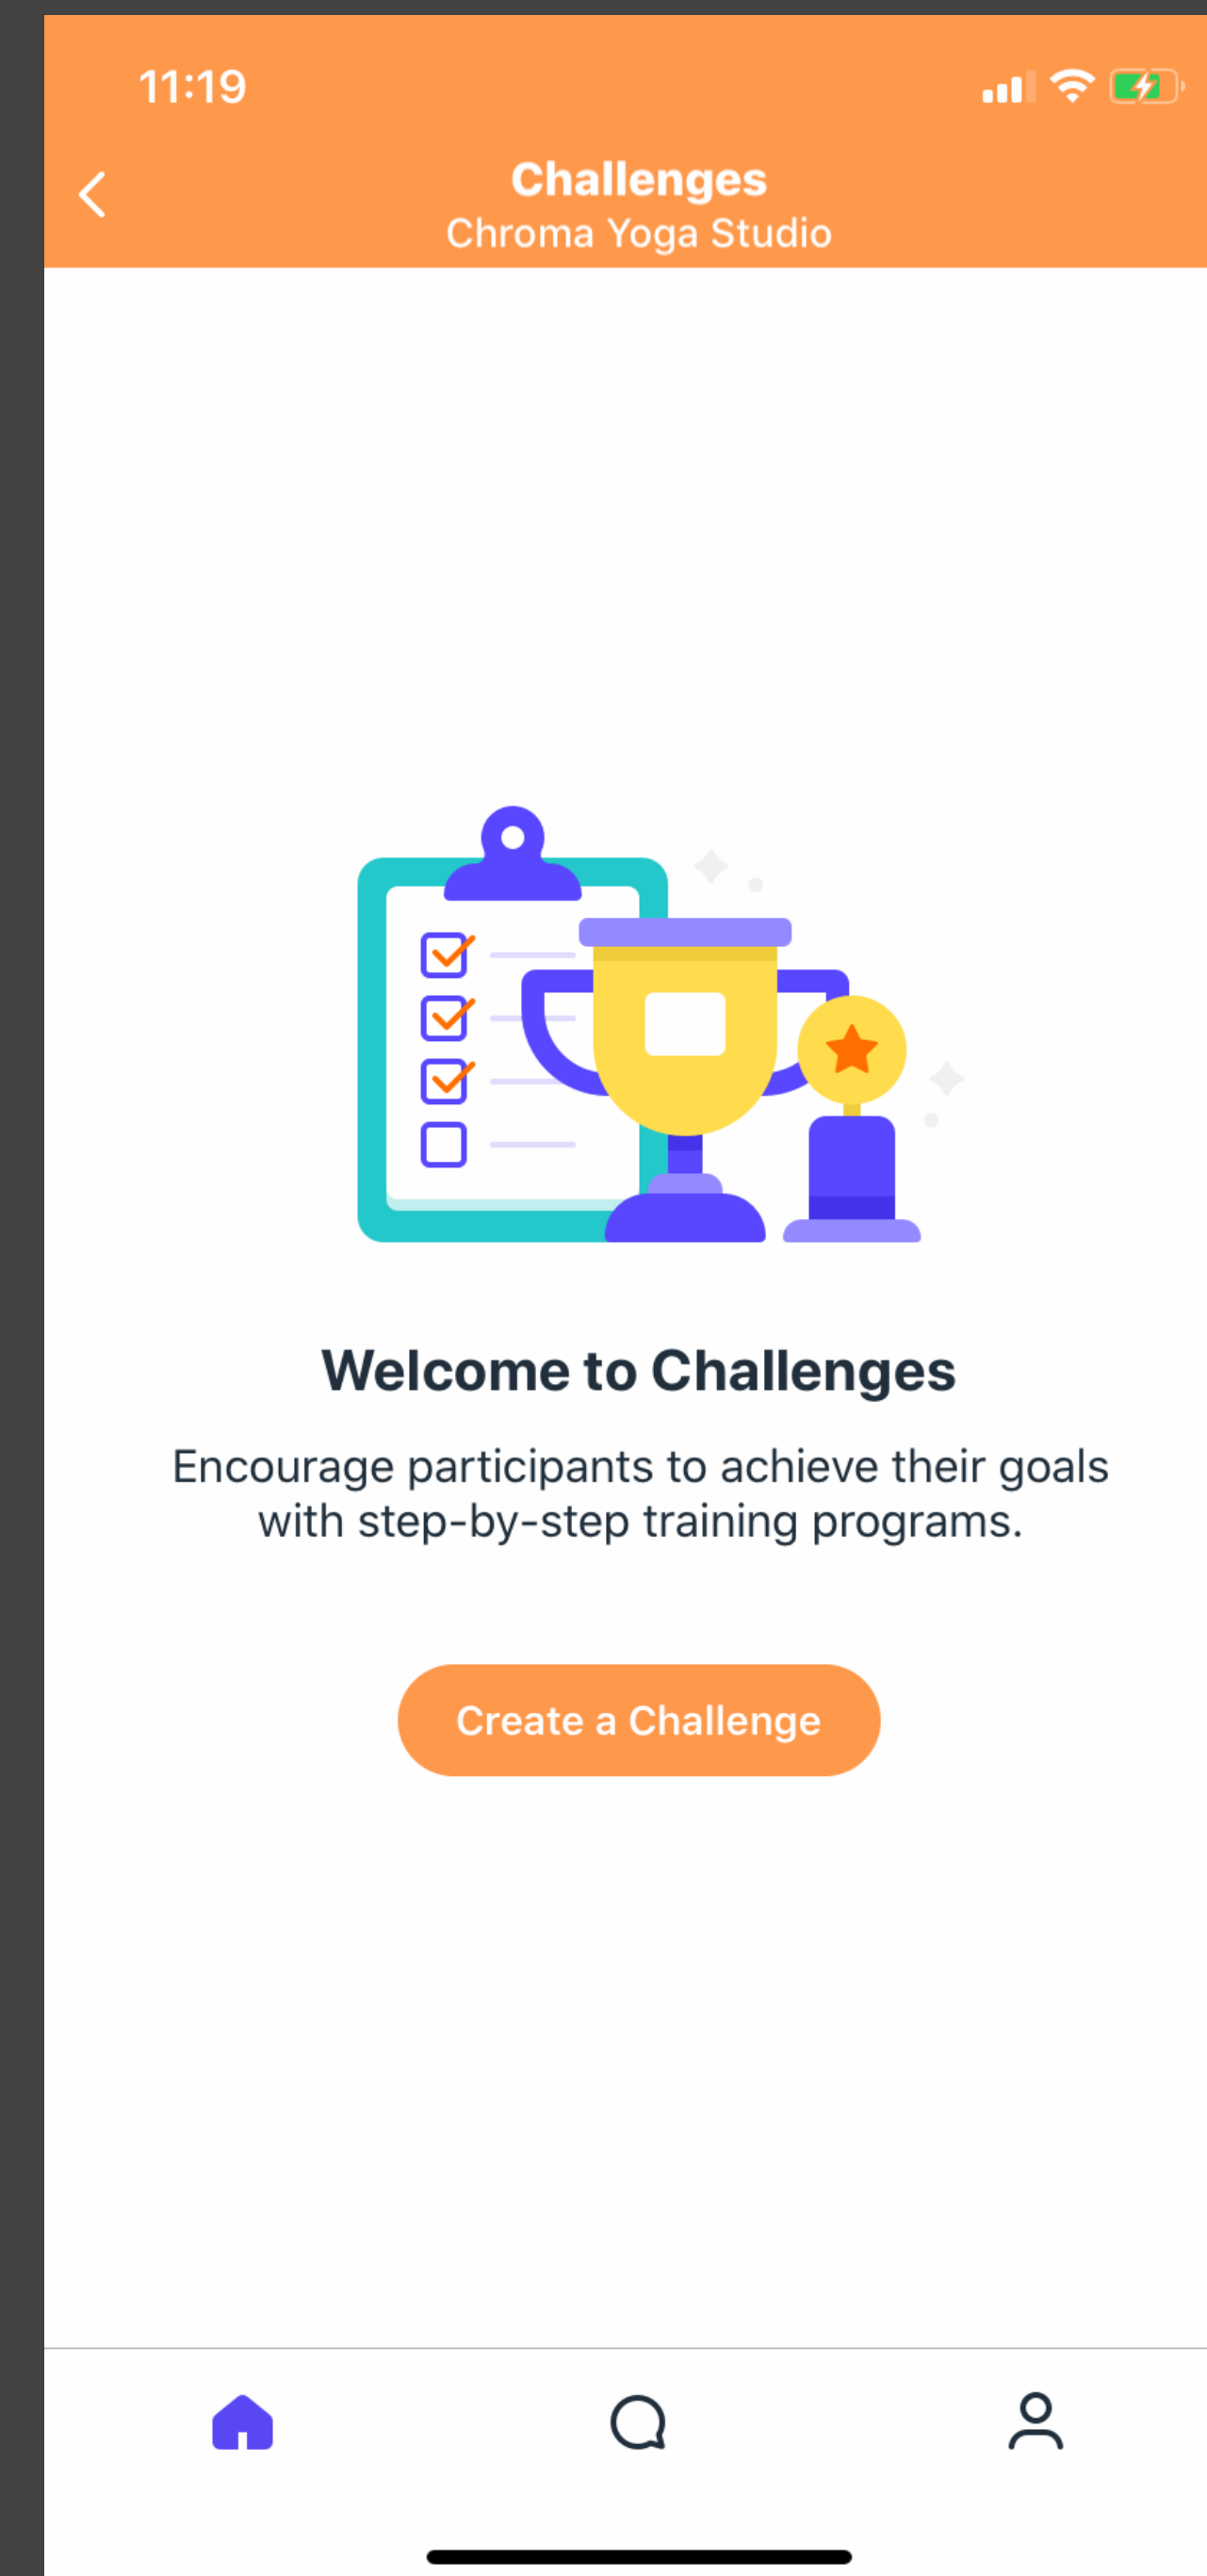 11:19
Challenges
Chroma Yoga Studio
Welcome to Challenges
Encourage participants to achieve their goals
with step-by-step training programs.
Create a Challenge